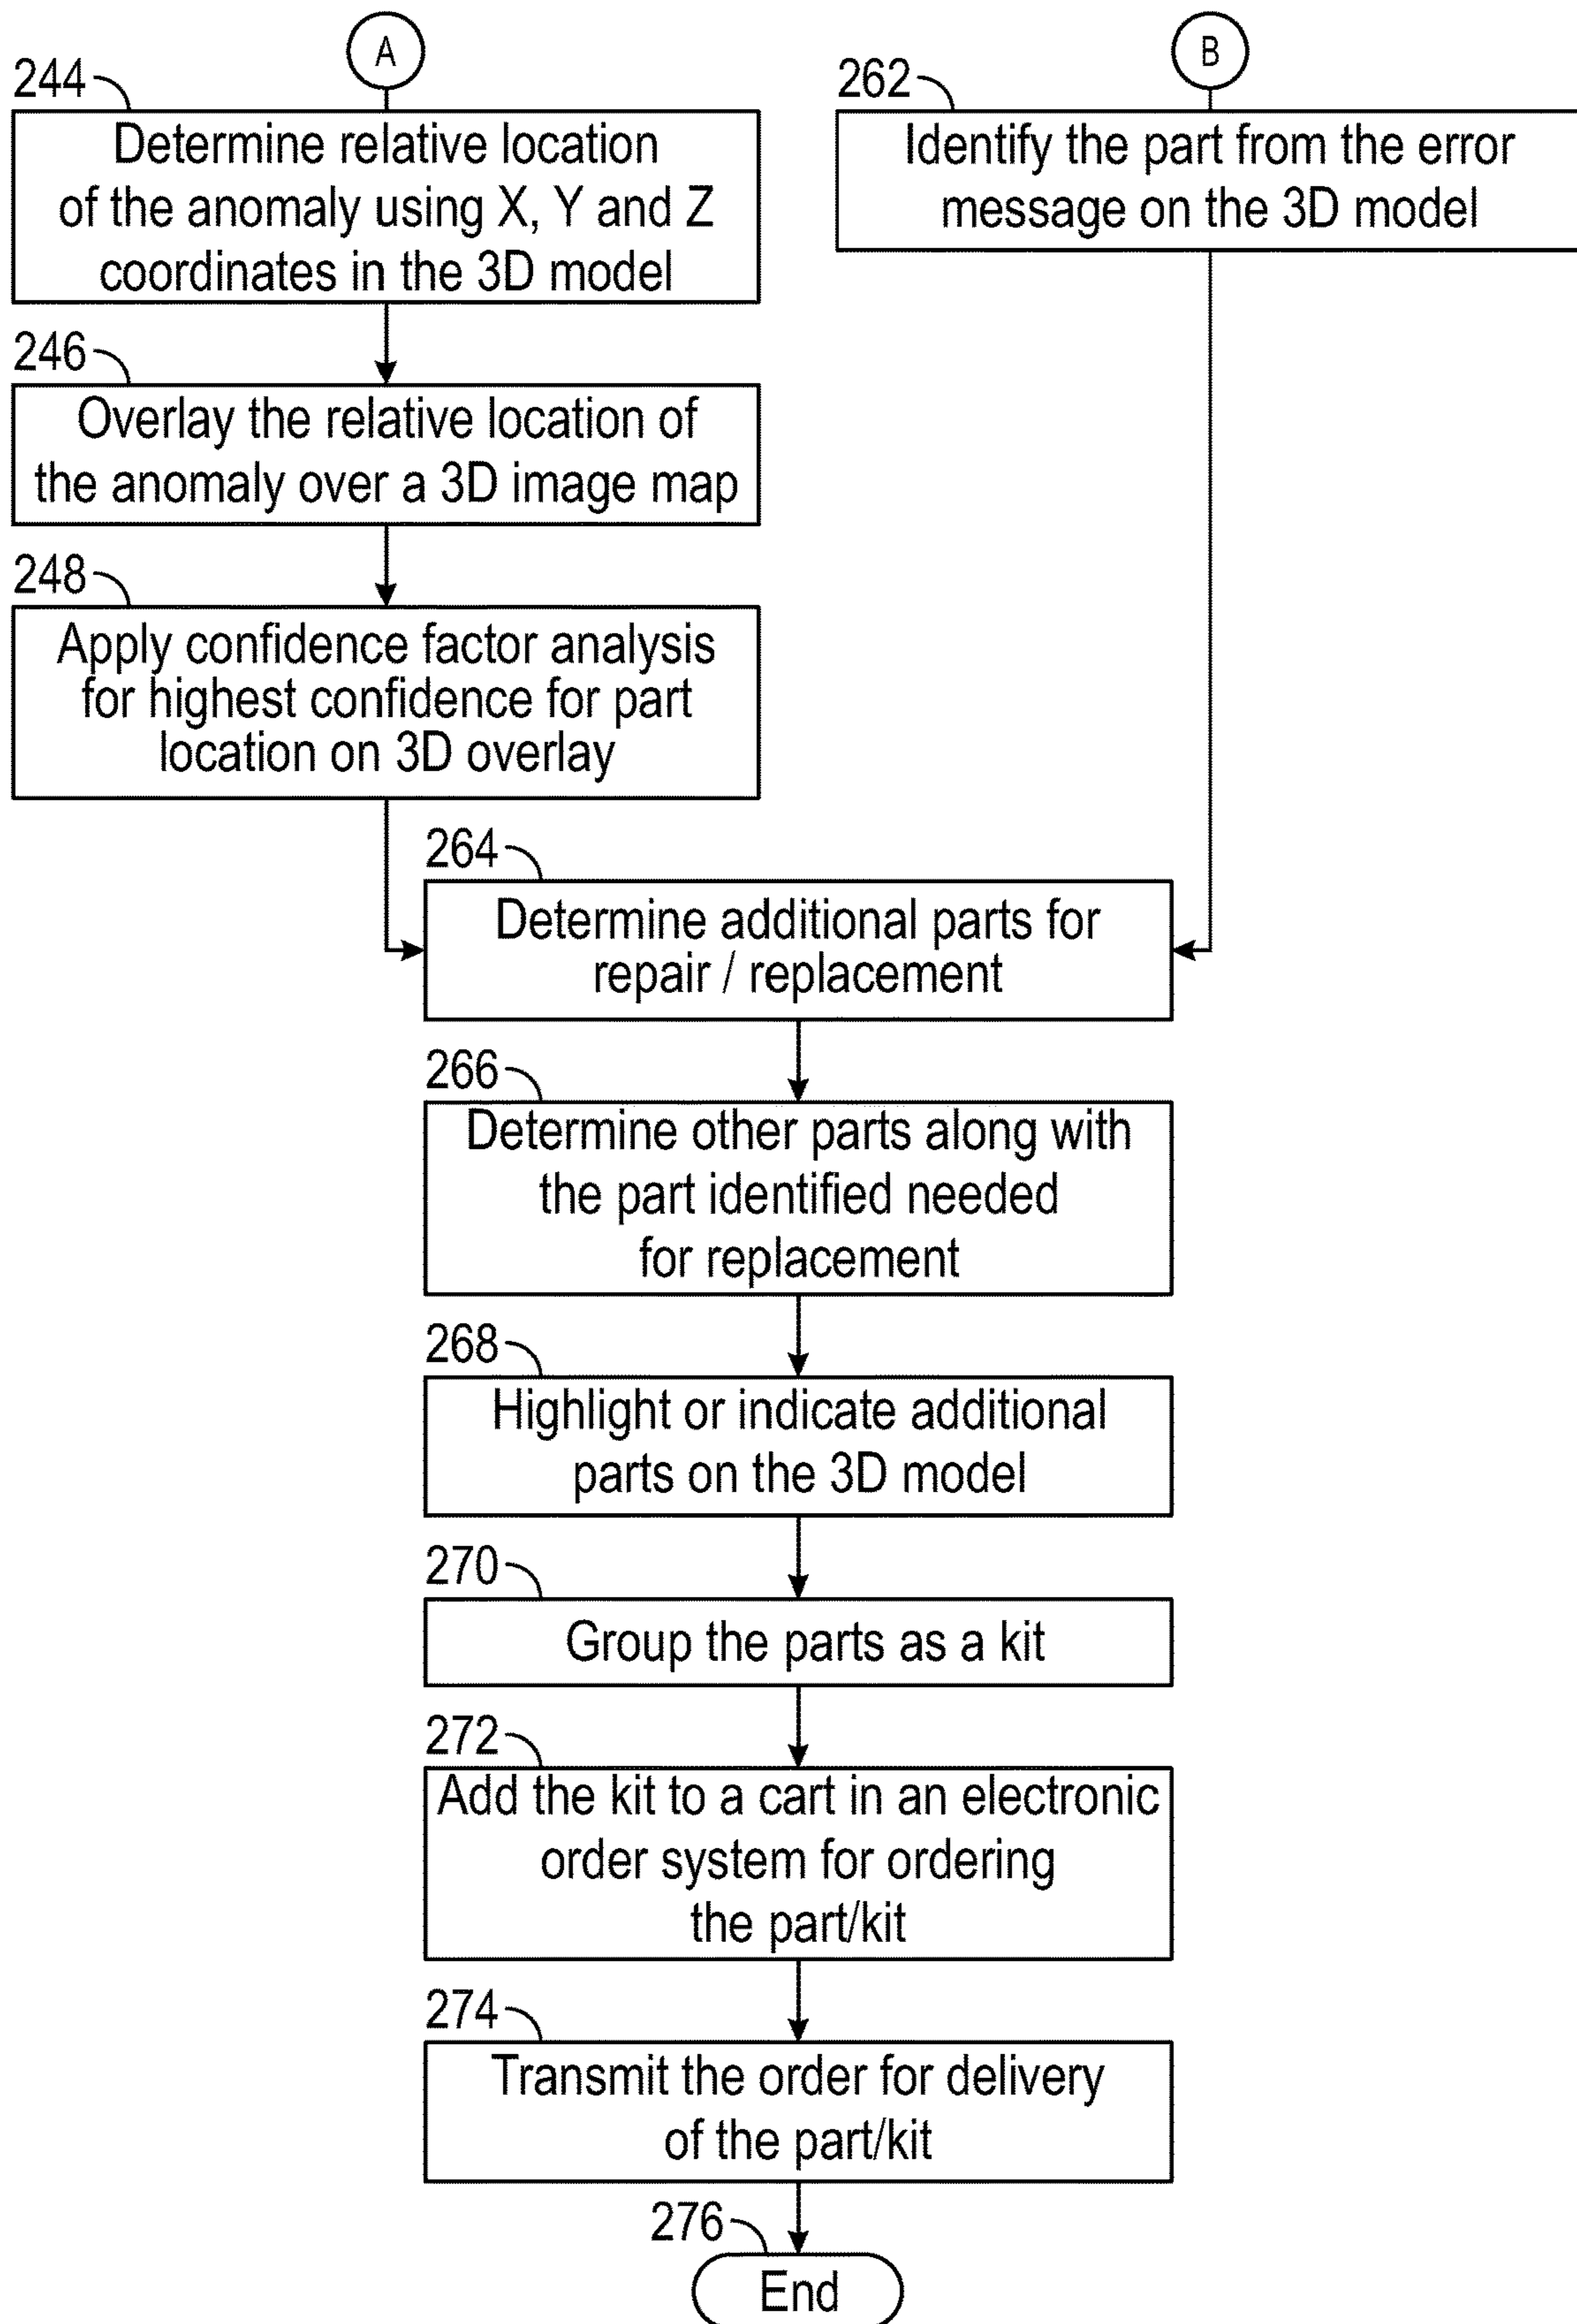 A
244
Determine relative location
of the anomaly using X, Y and Z
coordinates in the 3D model
246
Overlay the relative location of
the anomaly over a 3D image map
248
Apply confidence factor analysis
for highest confidence for part
location on 3D overlay
B
262
Identify the part from the error
message on the 3D model
264
Determine additional parts for
repair / replacement
266
Determine other parts along with
the part identified needed
for replacement
268
Highlight or indicate additional
parts on the 3D model
270
Group the parts as a kit
272
Add the kit to a cart in an electronic
order system for ordering
the part/kit
274
Transmit the order for delivery
of the part/kit
276
End